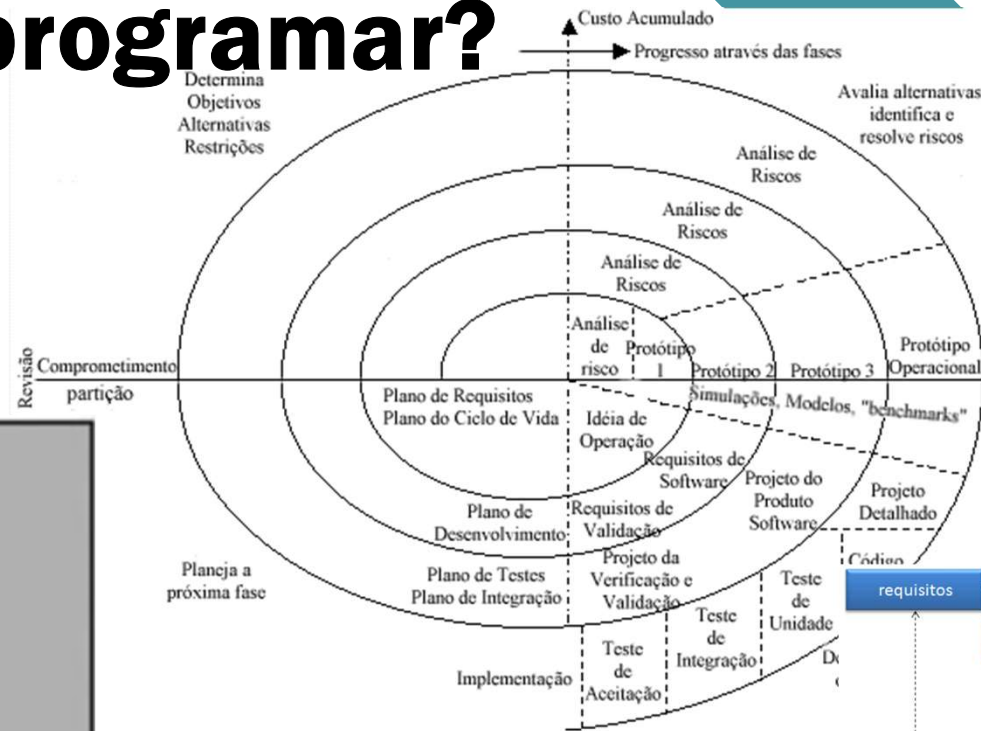 programar?
Custo Acumulado
Progresso através das fases
Determina
Objetivos
Alternativas
Restrições
Avalia alternativas
identifica e
resolve riscos
Análise de
Riscos
Análise de
Riscos
Análise de
Riscos
Análise
de
risco
Protótipo
1
Protótipo 2
Protótipo 3
Protótipo
Operacional
Revisão
Comprometimento
partição
Simulações, Modelos, "benchmarks"
Plano de Requisitos
Plano do Ciclo de Vida
Idéia de
Operação
Requisitos de
Software
Projeto do
Produto
Software
Projeto
Detalhado
Plano de
Desenvolvimento
Requisitos de
Validação
Código
requisitos
Planeja a
próxima fase
Plano de Testes
Plano de Integração
Projeto da
Verificação e
Validação
Teste
de
Unidade
Teste
de
Integração
Teste
de
Aceitação
Implementação